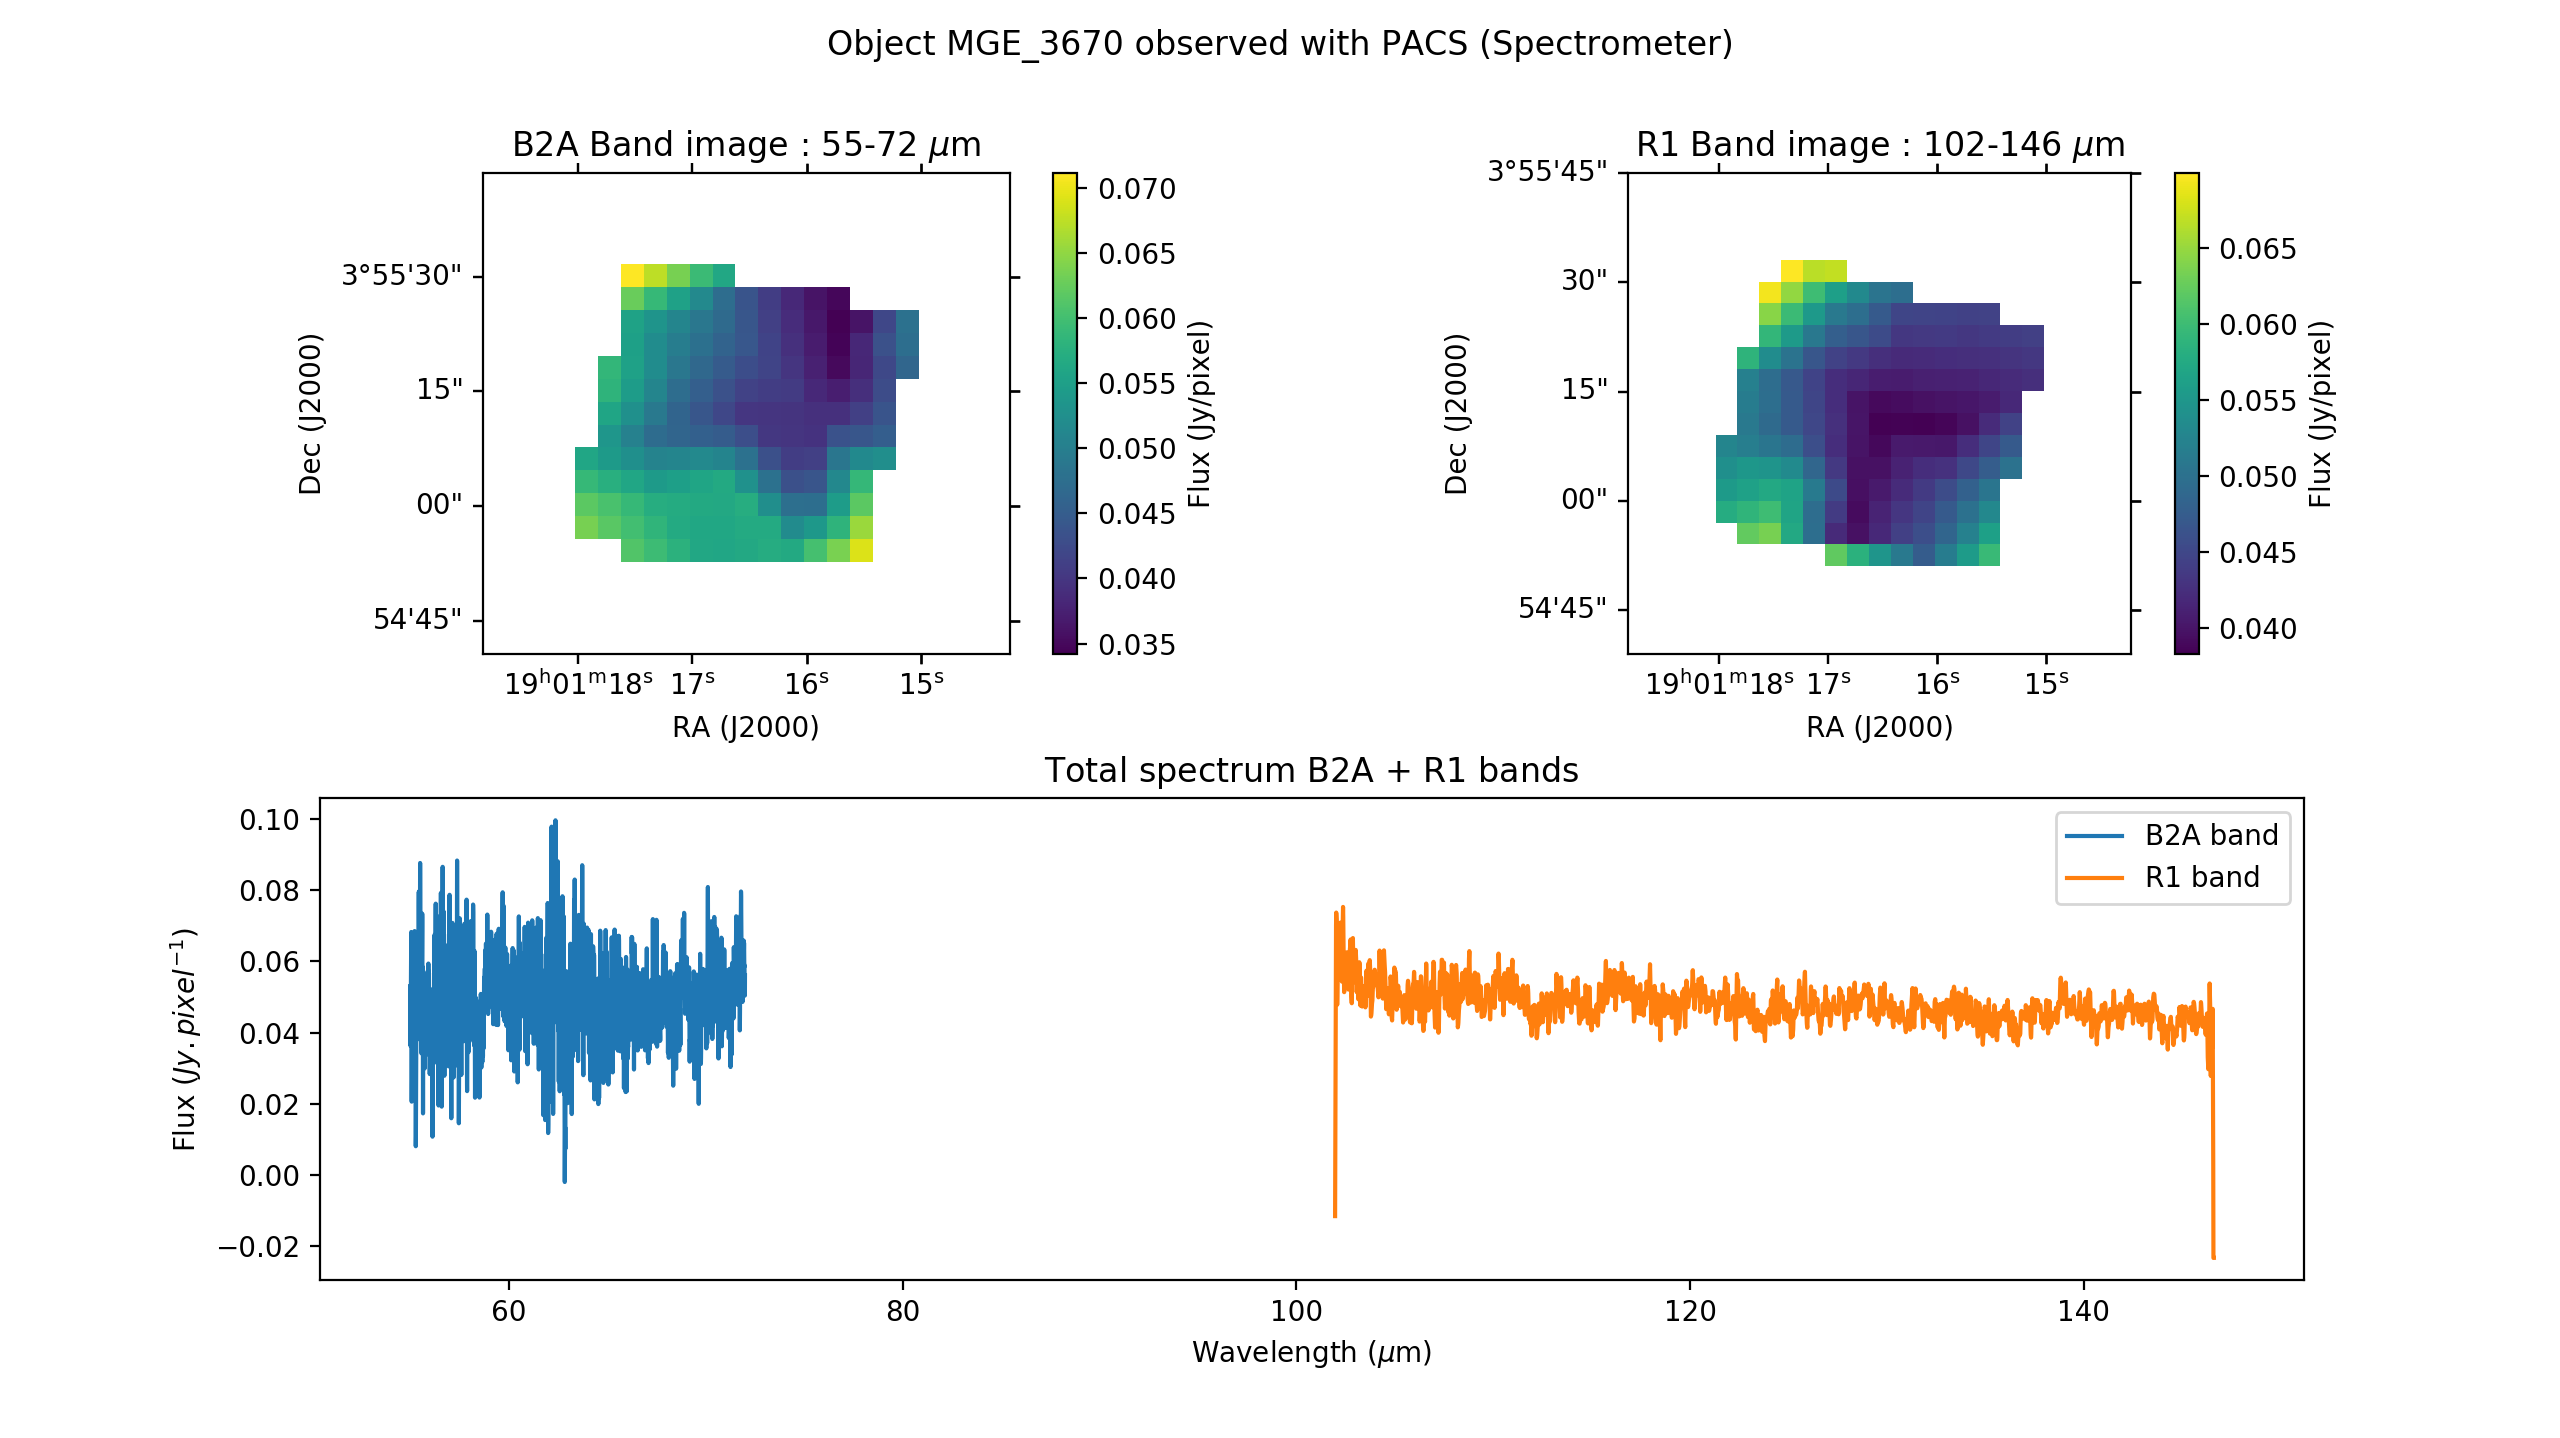 Object MGE_3670 observed with PACS (Spectrometer)
B2A Band image : 55-72 μm
3°55'30"
15"
00"
54'45"
Dec (J2000)
19ʰ01ᵐ18ˢ 17ˢ 16ˢ 15ˢ
RA (J2000)
0.070
0.065
0.060
0.055
0.050
0.045
0.040
0.035
Flux (Jy/pixel)
R1 Band image : 102-146 μm
3°55'45"
30"
15"
00"
54'45"
Dec (J2000)
19ʰ01ᵐ18ˢ 17ˢ 16ˢ 15ˢ
RA (J2000)
0.065
0.060
0.055
0.050
0.045
0.040
Flux (Jy/pixel)
Total spectrum B2A + R1 bands
0.10
0.08
0.06
0.04
0.02
0.00
−0.02
Flux (Jy.pixel⁻¹)
B2A band
R1 band
60 80 100 120 140
Wavelength (μm)